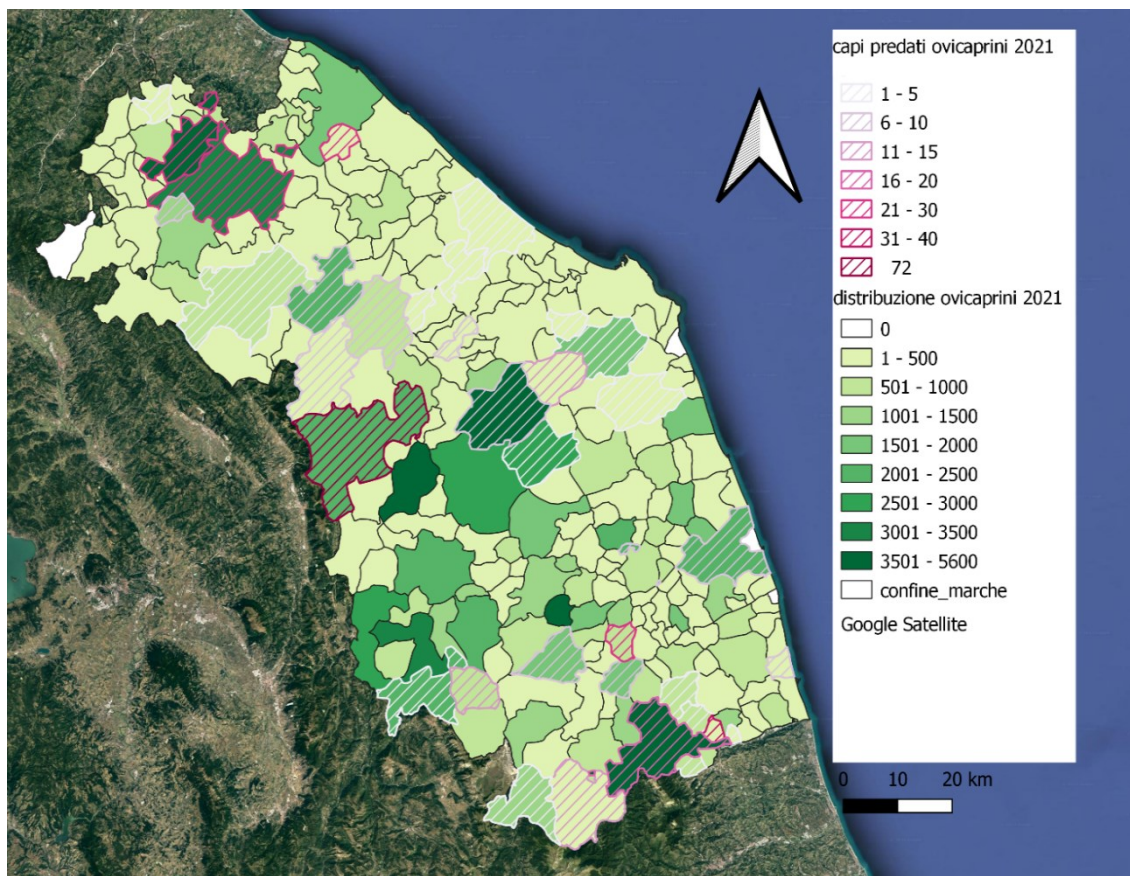 capi predati ovicaprini 2021
1 - 5
6 - 10
11 - 15
16 - 20
21 - 30
31 - 40
72
distribuzione ovicaprini 2021
0
1 - 500
501 - 1000
1001 - 1500
1501 - 2000
2001 - 2500
2501 - 3000
3001 - 3500
3501 - 5600
confine_marche
Google Satellite
0 10 20 km